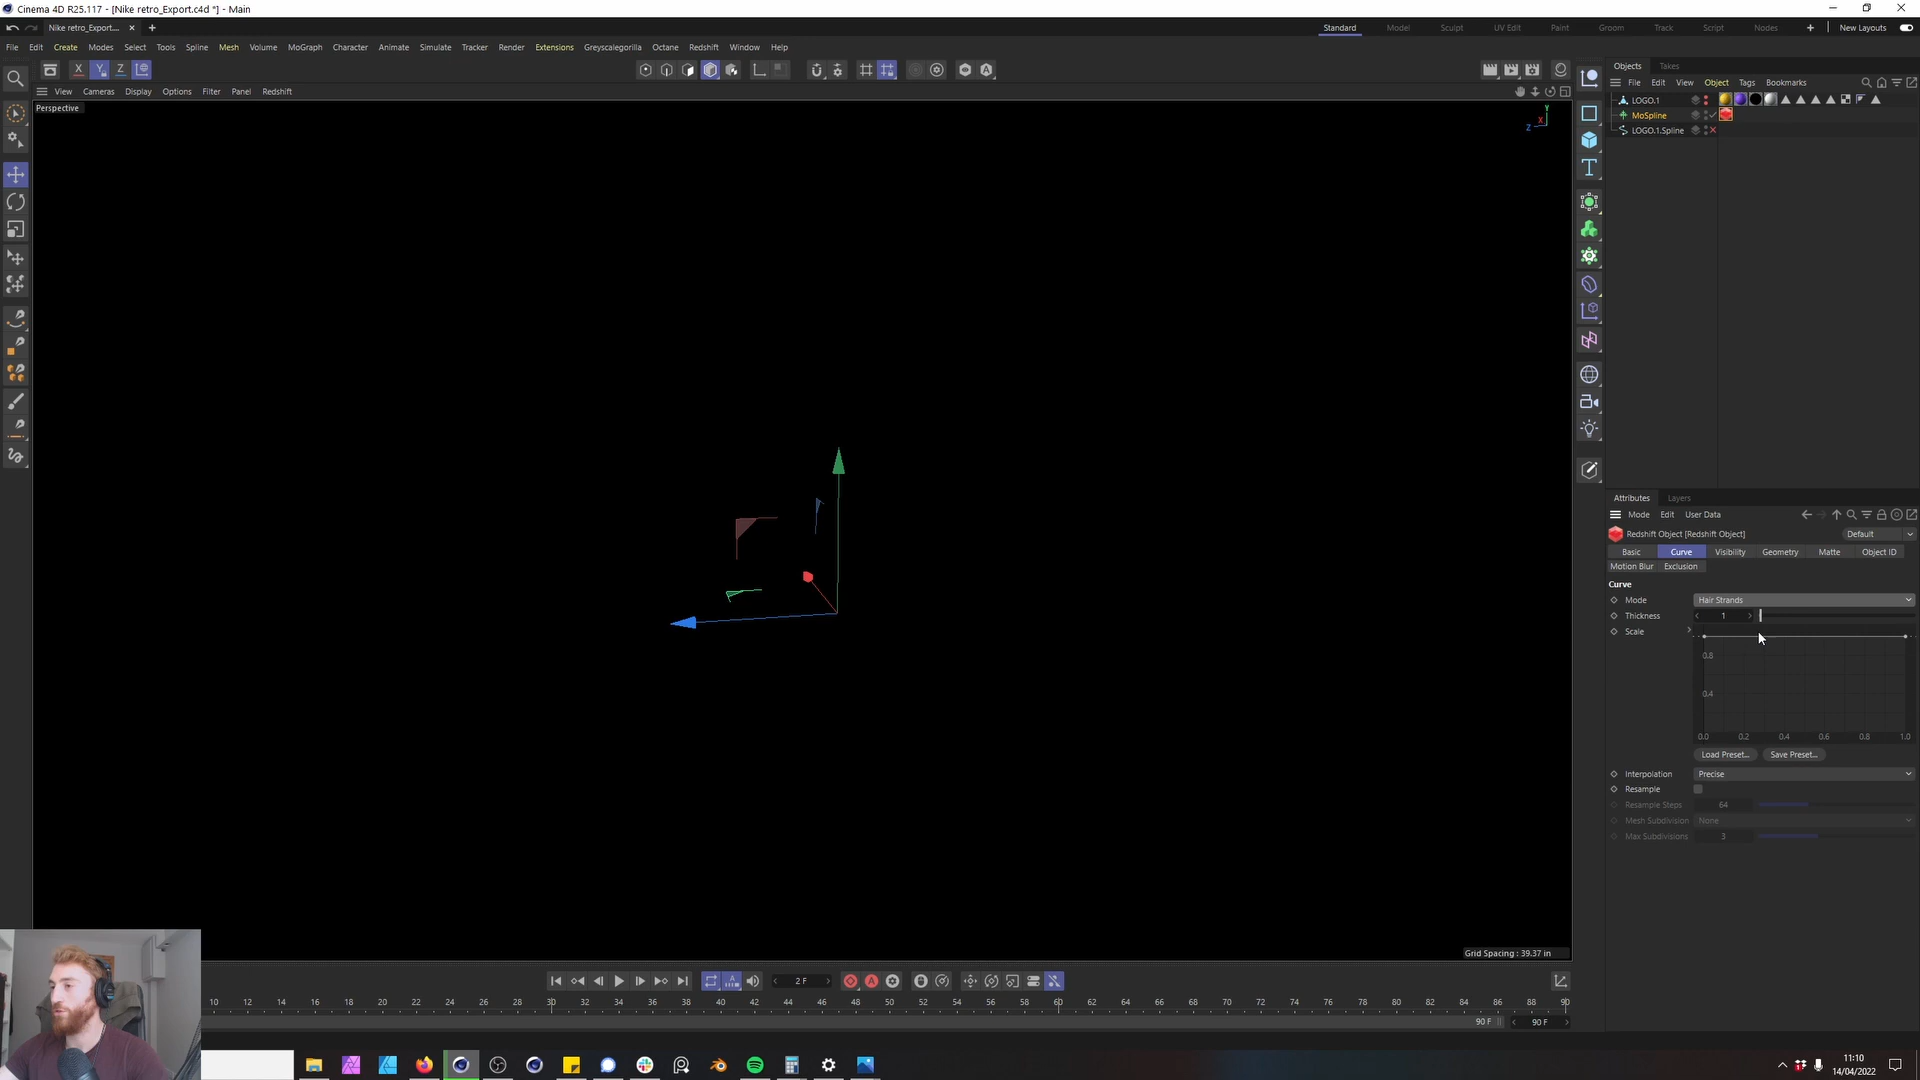 Cinema 4D R25.117 - [Nike retro_Export.c4d *] - Main
Nike retro_Export....
Standard Model Sculpt UV Edit Paint Groom Track Script Nodes New Layouts
File Edit Create Modes Select Tools Spline Mesh Volume MoGraph Character Animate Simulate Tracker Render Extensions Greyscalegorilla Octane Redshift Window Help
X Y Z
View Cameras Display Options Filter Panel Redshift
Perspective
Y
X
Z
Objects Takes
File Edit View Object Tags Bookmarks
LOGO.1
MoSpline
LOGO.1.Spline
Attributes Layers
Mode Edit User Data
Redshift Object [Redshift Object] Default
Basic Curve Visibility Geometry Matte Object ID
Motion Blur Exclusion
Curve
Mode Hair Strands
Thickness 1
Scale
0.8
0.4
0.0 0.2 0.4 0.6 0.8 1.0
Load Preset... Save Preset...
Interpolation Precise
Resample
Resample Steps 64
Mesh Subdivision None
Max Subdivisions 3
Grid Spacing : 39.37 in
2 F
10 12 14 16 18 20 22 24 26 28 30 32 34 36 38 40 42 44 46 48 50 52 54 56 58 60 62 64 66 68 70 72 74 76 78 80 82 84 86 88 90
90 F 90 F
11:10
14/04/2022